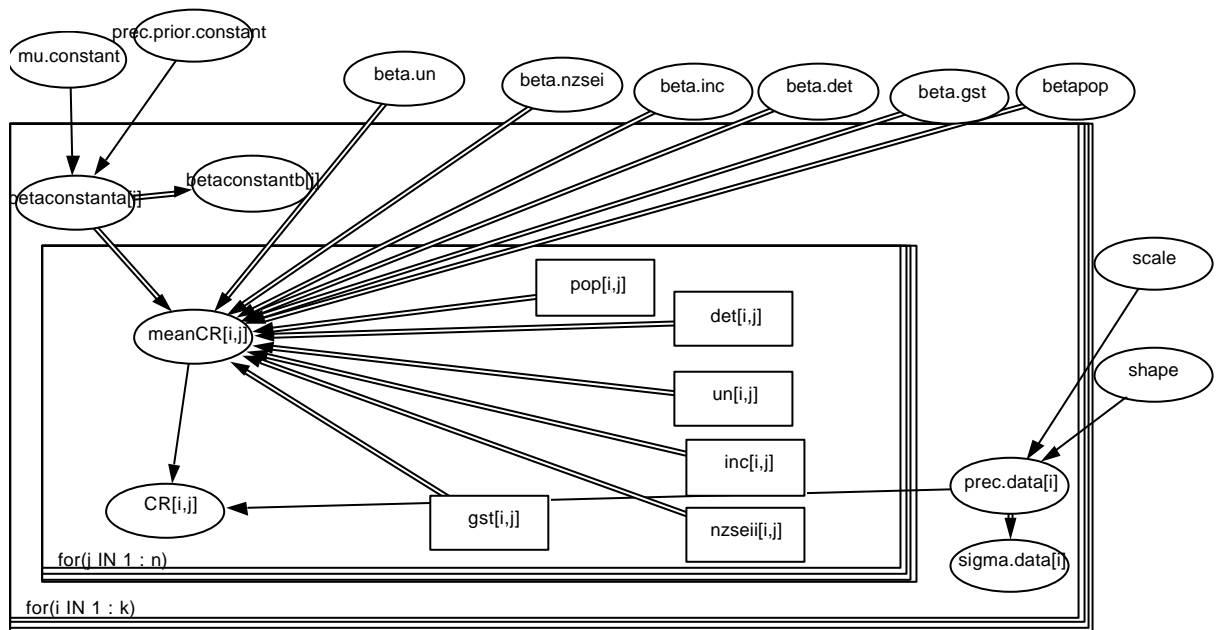 prec.prior.constant
mu.constant
beta.un
beta.nzsei
beta.inc
beta.det
beta.gst
betapop
betaconstanta[i]
betaconstantb[j]
scale
pop[i,j]
det[i,j]
meanCR[i,j]
shape
un[i,j]
inc[i,j]
prec.data[i]
CR[i,j]
gst[i,j]
nzseii[i,j]
for(j IN 1 : n)
sigma.data[i]
for(i IN 1 : k)